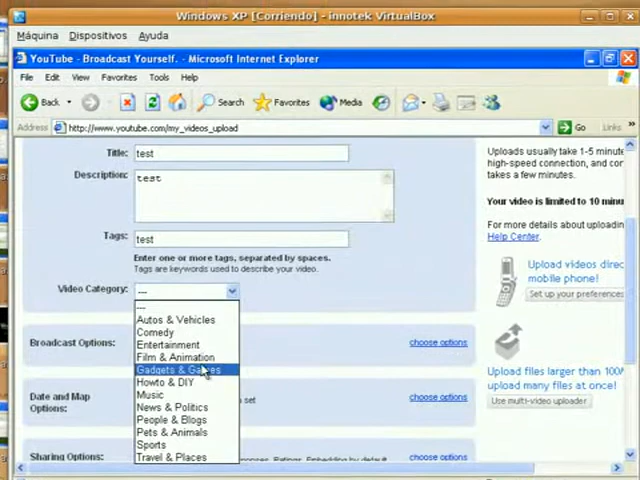 Windows XP [Corriendo] - innotek VirtualBox
Máquina Dispositivos Ayuda
YouTube - Broadcast Yourself. - Microsoft Internet Explorer
File Edit View Favorites Tools Help
Back Search Favorites Media
Address http://www.youtube.com/my_videos_upload Go Links
Title: test
Description: test
Tags: test
Enter one or more tags, separated by spaces.
Tags are keywords used to describe your video.
Video Category: ---
---
Autos & Vehicles
Comedy
Entertainment
Film & Animation
Gadgets & Games
Howto & DIY
Music
News & Politics
People & Blogs
Pets & Animals
Sports
Travel & Places
Broadcast Options: choose options
Date and Map
Options: set choose options
Sharing Options: Ratings, Embedding by default choose options
Uploads usually take 1-5 minute
high-speed connection, and con
takes a few minutes.
Your video is limited to 10 minu
For more details about uploadin
Help Center.
Upload videos direc
mobile phone!
Set up your preferences
Upload files larger than 100M
upload many files at once!
Use multi-video uploader